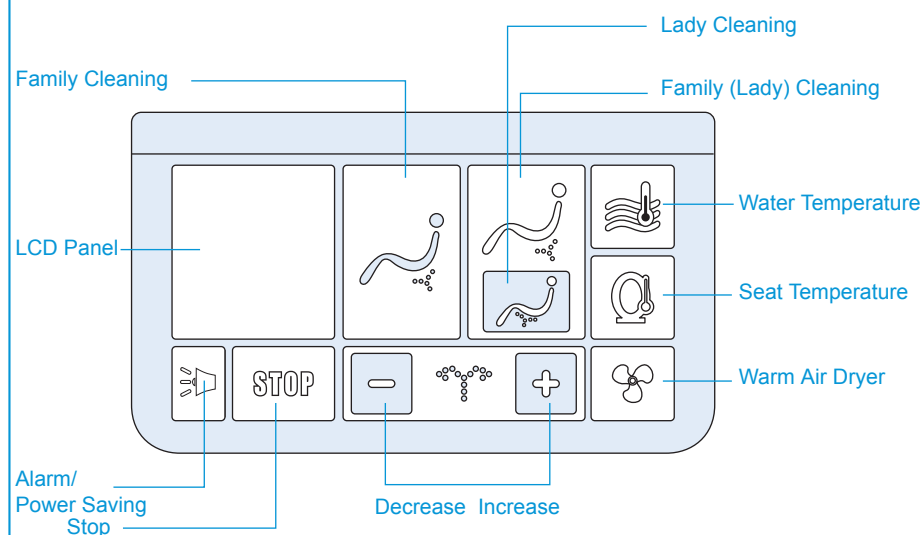 Lady Cleaning
Family Cleaning
Family (Lady) Cleaning
Water Temperature
LCD Panel
Seat Temperature
STOP
Warm Air Dryer
Alarm/
Power Saving
Decrease Increase
Stop